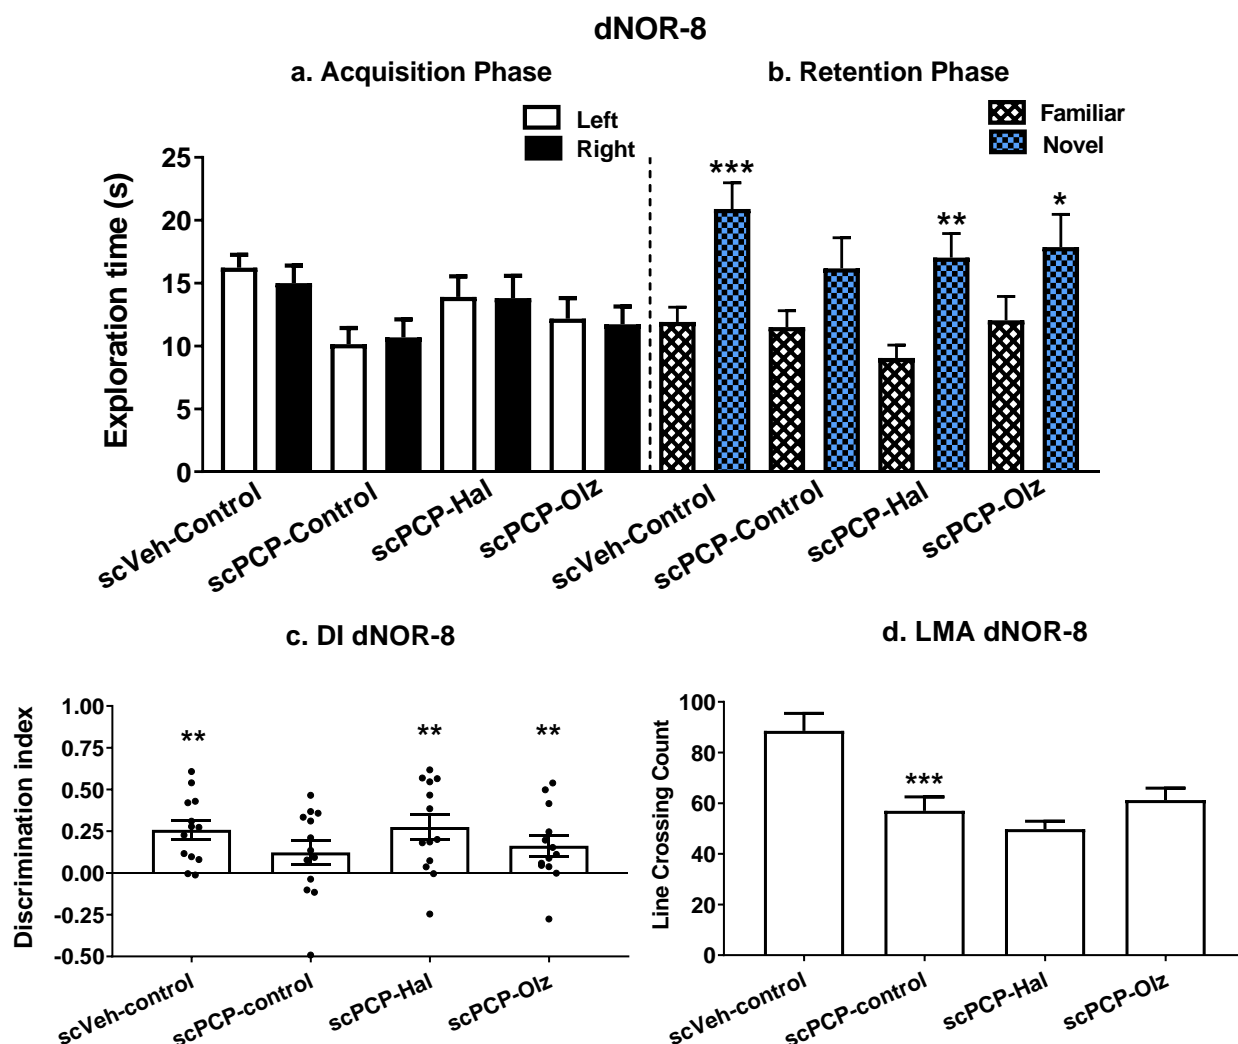 dNOR-8
a. Acquisition Phase
b. Retention Phase
Left
Right
Familiar
Novel
Exploration time (s)
25
20
15
10
5
0
***
**
*
scVeh-Control
scPCP-Control
scPCP-Hal
scPCP-Olz
scVeh-Control
scPCP-Control
scPCP-Hal
scPCP-Olz
c. DI dNOR-8
Discrimination index
1.00
0.75
0.50
0.25
0.00
-0.25
-0.50
**
**
**
scVeh-control
scPCP-control
scPCP-Hal
scPCP-Olz
d. LMA dNOR-8
Line Crossing Count
100
80
60
40
20
0
***
scVeh-control
scPCP-control
scPCP-Hal
scPCP-Olz